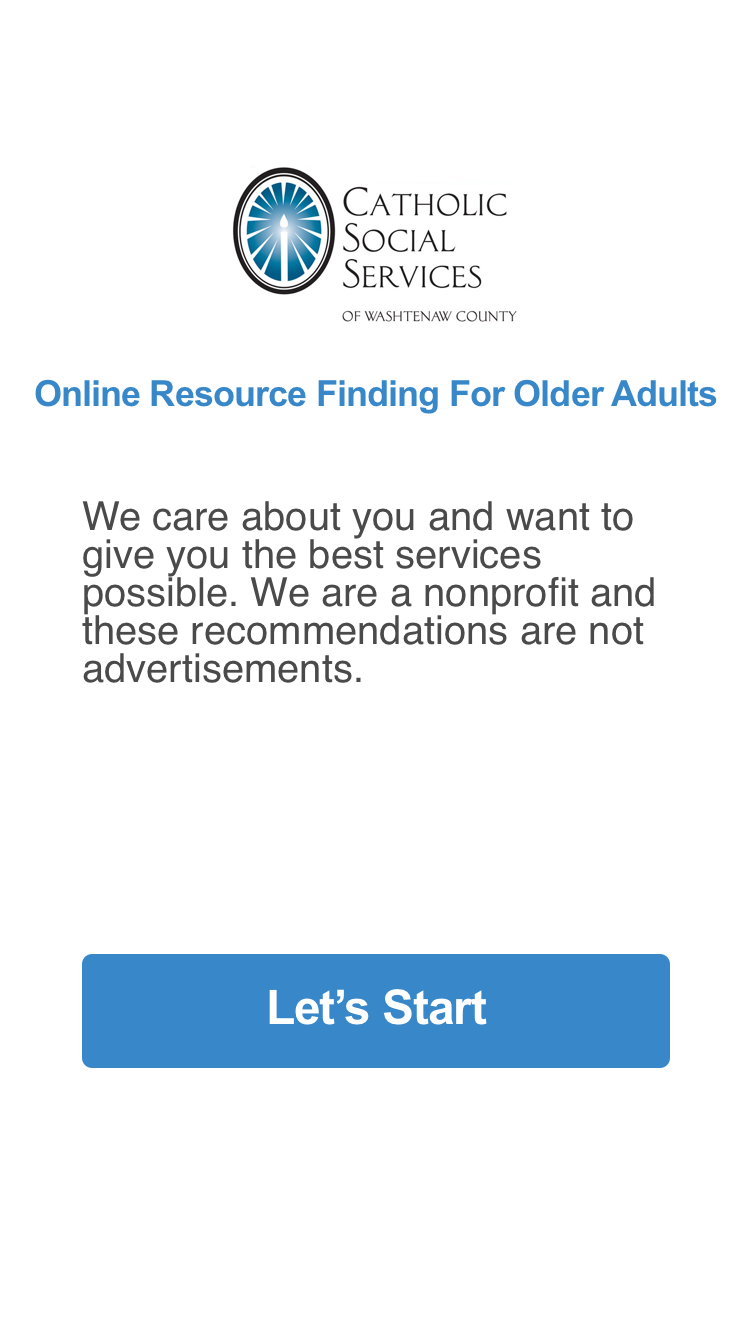 CATHOLIC
SOCIAL
SERVICES
OF WASHTENAW COUNTY
Online Resource Finding For Older Adults
We care about you and want to
give you the best services
possible. We are a nonprofit and
these recommendations are not
advertisements.
Let’s Start